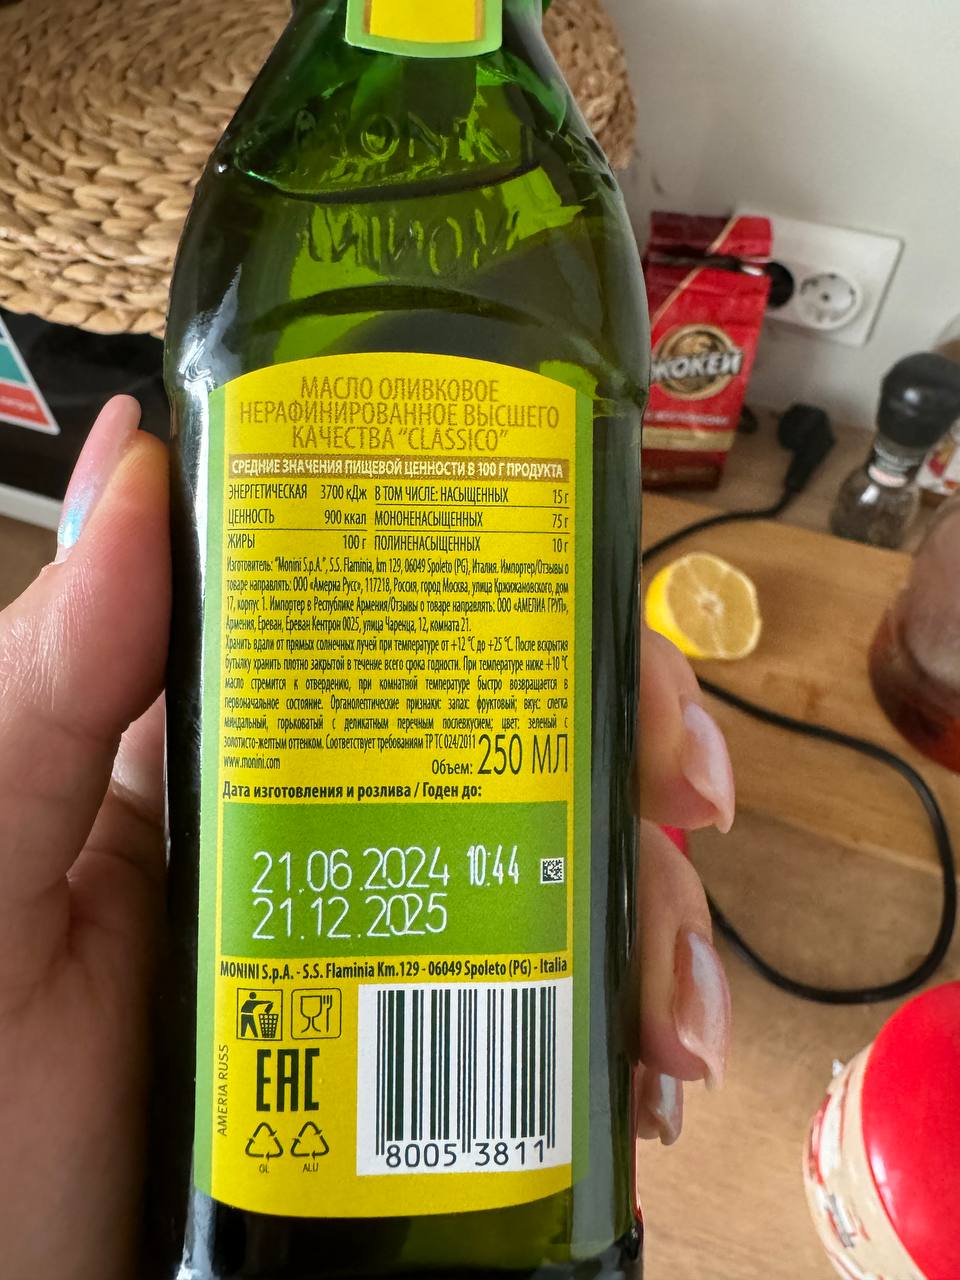 MONINI
MONINI
ЖОКЕЙ
МАСЛО ОЛИВКОВОЕ
НЕРАФИНИРОВАННОЕ ВЫСШЕГО
КАЧЕСТВА "CLASSICO"
СРЕДНИЕ ЗНАЧЕНИЯ ПИЩЕВОЙ ЦЕННОСТИ В 100 Г ПРОДУКТА
ЭНЕРГЕТИЧЕСКАЯ 3700 кДж В ТОМ ЧИСЛЕ: НАСЫЩЕННЫХ 15 г
ЦЕННОСТЬ 900 ккал МОНОНЕНАСЫЩЕННЫХ 75 г
ЖИРЫ 100 г ПОЛИНЕНАСЫЩЕННЫХ 10 г
Изготовитель: "Monini S.p.A.", S.S. Flaminia, km 129, 06049 Spoleto (PG), Италия. Импортер/Отзывы о
товаре направлять: ООО «Америа Русс», 117218, Россия, город Москва, улица Кржижановского, дом
17, корпус 1. Импортер в Республике Армения/Отзывы о товаре направлять: ООО «АМЕЛИА ГРУП»,
Армения, Ереван, Ереван Кентрон 0025, улица Чаренца, 12, комната 21.
Хранить вдали от прямых солнечных лучей при температуре от +12 °C до +25 °C. После вскрытия
бутылку хранить плотно закрытой в течение всего срока годности. При температуре ниже +10 °C
масло стремится к отвердению, при комнатной температуре быстро возвращается в
первоначальное состояние. Органолептические признаки: запах: фруктовый; вкус: слегка
миндальный, горьковатый с деликатным перечным послевкусием; цвет: зеленый с
золотисто-желтым оттенком. Соответствует требованиям ТР ТС 024/2011
www.monini.com Объем: 250 МЛ
Дата изготовления и розлива / Годен до:
21.06.2024 10:44
21.12.2025
MONINI S.p.A. - S.S. Flaminia Km.129 - 06049 Spoleto (PG) - Italia
AMERIA RUSS
EAC
GL ALU
8005 3811